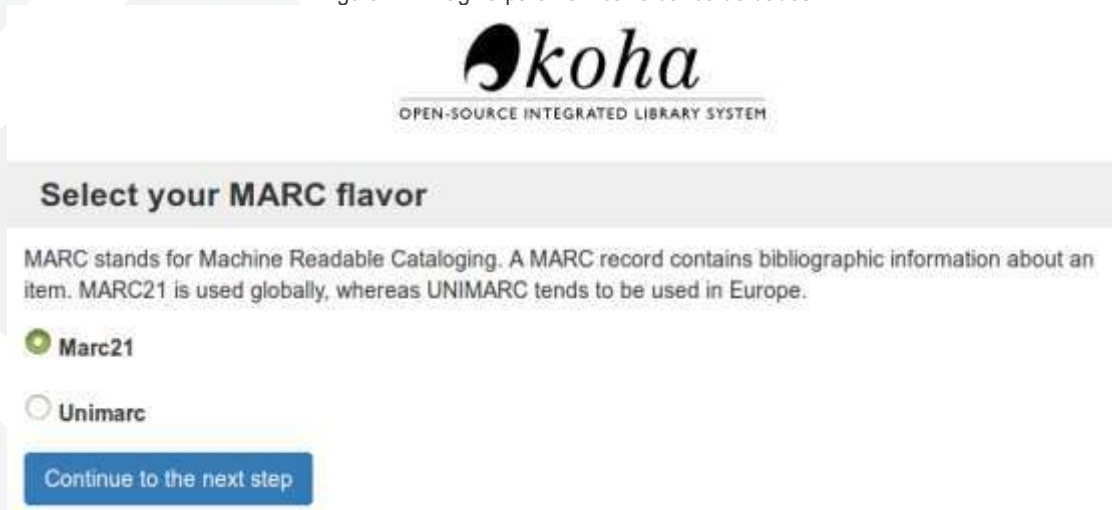 koha
OPEN-SOURCE INTEGRATED LIBRARY SYSTEM
Select your MARC flavor
MARC stands for Machine Readable Cataloging. A MARC record contains bibliographic information about an
item. MARC21 is used globally, whereas UNIMARC tends to be used in Europe.
Marc21
Unimarc
Continue to the next step